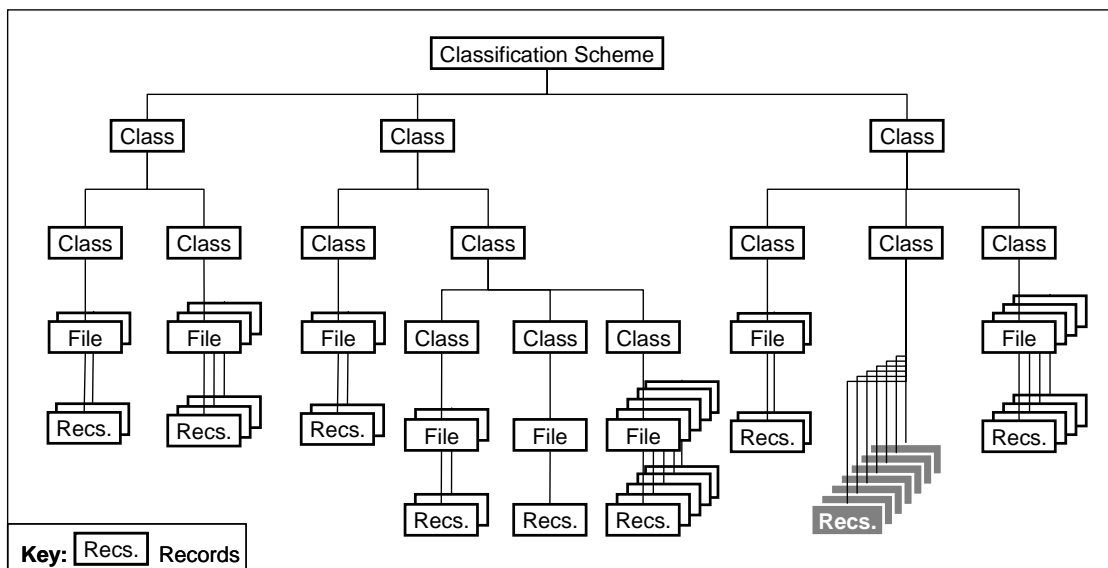 Classification Scheme
Class Class Class
Class Class Class Class Class Class Class
File File File Class Class Class File File
Recs. Recs. Recs. File File File Recs. Recs.
Recs. Recs. Recs. Recs.
Key: Recs. Records